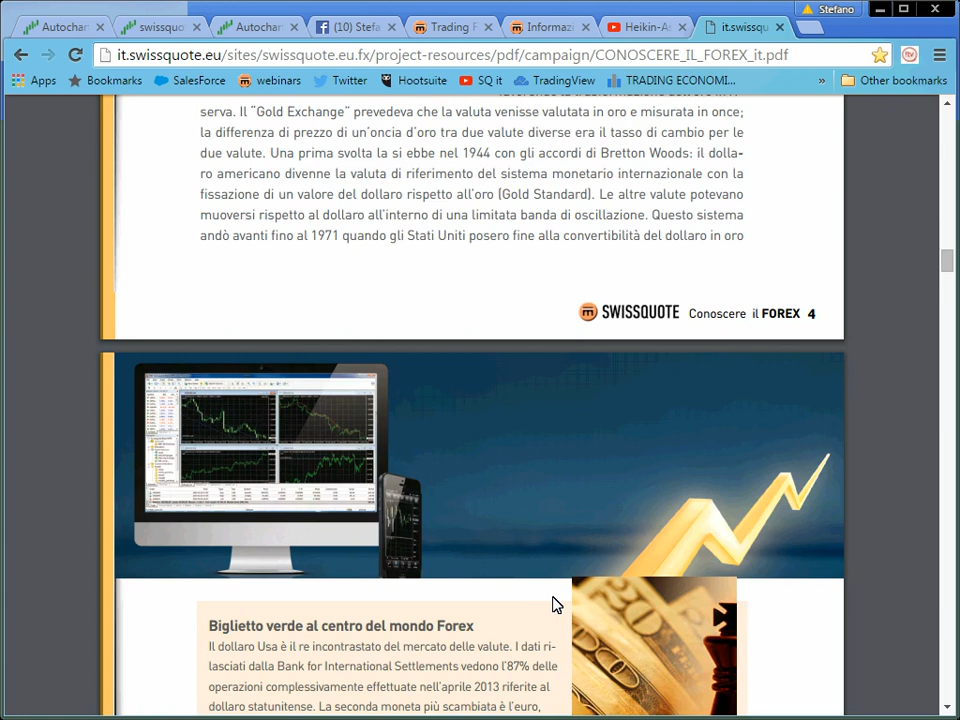 Stefano
Autochar
swissquo
Autochar
(10) Stefa
Trading
Informazi
Heikin-As
it.swissqu
it.swissquote.eu/sites/swissquote.eu.fx/project-resources/pdf/campaign/CONOSCERE_IL_FOREX_it.pdf
Apps
Bookmarks
SalesForce
webinars
Twitter
Hootsuite
SQ it
TradingView
TRADING ECONOMI...
»
Other bookmarks
serva. Il “Gold Exchange” prevedeva che la valuta venisse valutata in oro e misurata in once;
la differenza di prezzo di un’oncia d’oro tra due valute diverse era il tasso di cambio per le
due valute. Una prima svolta la si ebbe nel 1944 con gli accordi di Bretton Woods: il dolla-
ro americano divenne la valuta di riferimento del sistema monetario internazionale con la
fissazione di un valore del dollaro rispetto all’oro (Gold Standard). Le altre valute potevano
muoversi rispetto al dollaro all’interno di una limitata banda di oscillazione. Questo sistema
andò avanti fino al 1971 quando gli Stati Uniti posero fine alla convertibilità del dollaro in oro
SWISSQUOTE Conoscere il FOREX 4
Biglietto verde al centro del mondo Forex
Il dollaro Usa è il re incontrastato del mercato delle valute. I dati ri-
lasciati dalla Bank for International Settlements vedono l’87% delle
operazioni complessivamente effettuate nell’aprile 2013 riferite al
dollaro statunitense. La seconda moneta più scambiata è l’euro,